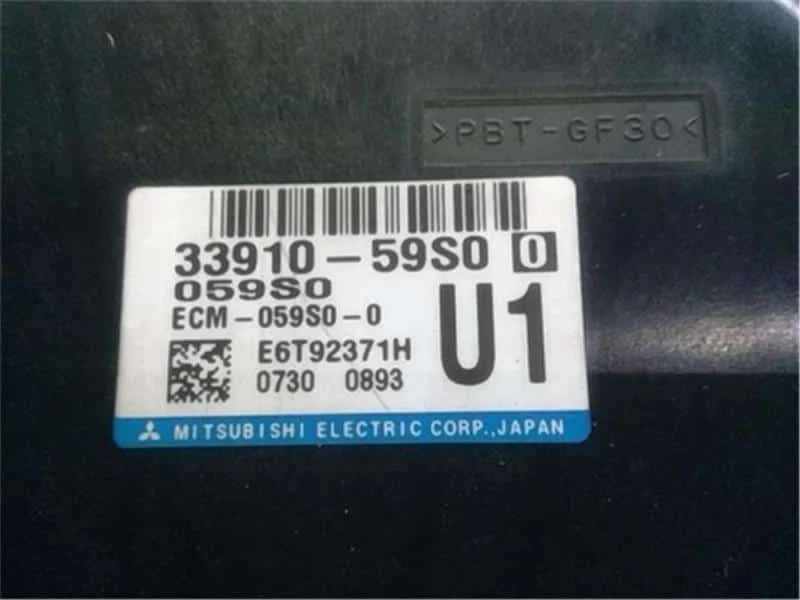 >PBT-GF30<
33910-59S0 0
059S0
U1
ECM-059S0-0
E6T92371H
0730 0893
MITSUBISHI ELECTRIC CORP.,JAPAN